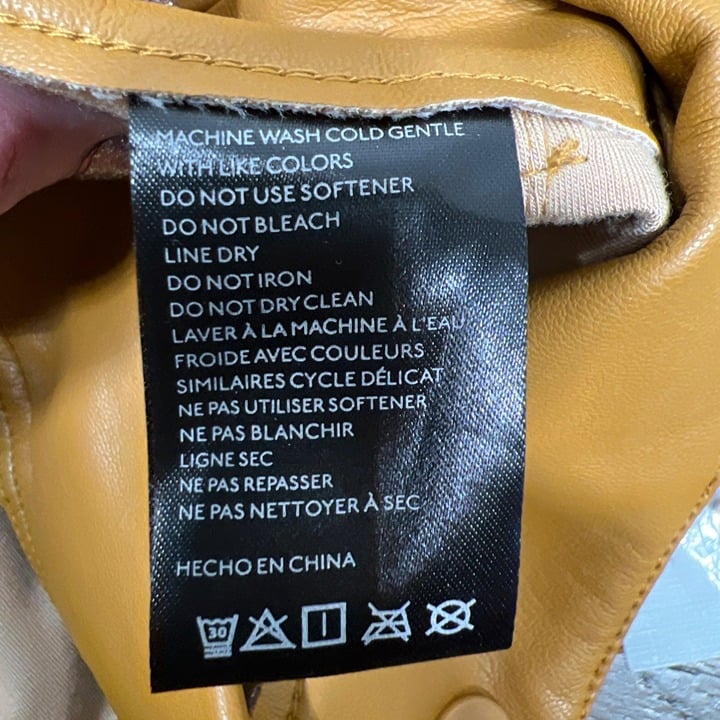 MACHINE WASH COLD GENTLE
WITH LIKE COLORS
DO NOT USE SOFTENER
DO NOT BLEACH
LINE DRY
DO NOT IRON
DO NOT DRY CLEAN
LAVER À LA MACHINE À L'EAU
FROIDE AVEC COULEURS
SIMILAIRES CYCLE DÉLICAT
NE PAS UTILISER SOFTENER
NE PAS BLANCHIR
LIGNE SEC
NE PAS REPASSER
NE PAS NETTOYER À SEC
HECHO EN CHINA
30